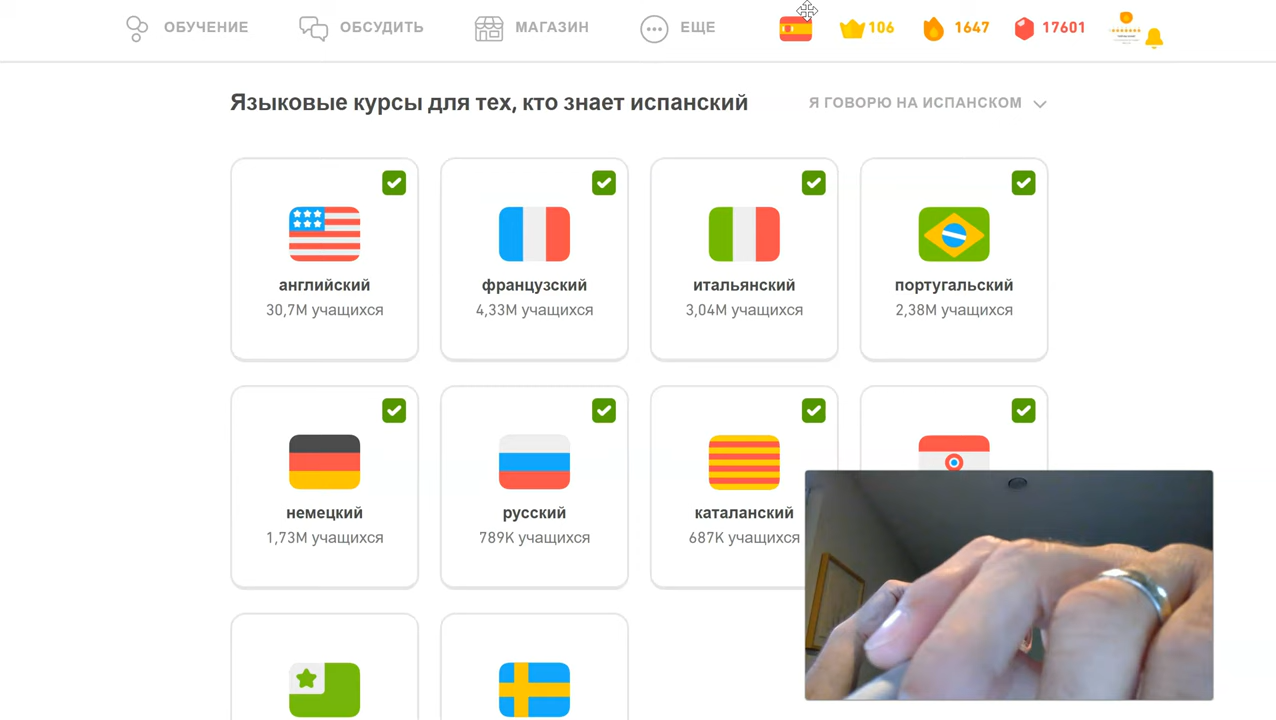 ОБУЧЕНИЕ
ОБСУДИТЬ
МАГАЗИН
ЕЩЕ
106
1647
17601
Языковые курсы для тех, кто знает испанский
Я ГОВОРЮ НА ИСПАНСКОМ
английский
30,7M учащихся
французский
4,33M учащихся
итальянский
3,04M учащихся
португальский
2,38M учащихся
немецкий
1,73M учащихся
русский
789K учащихся
каталанский
687K учащихся